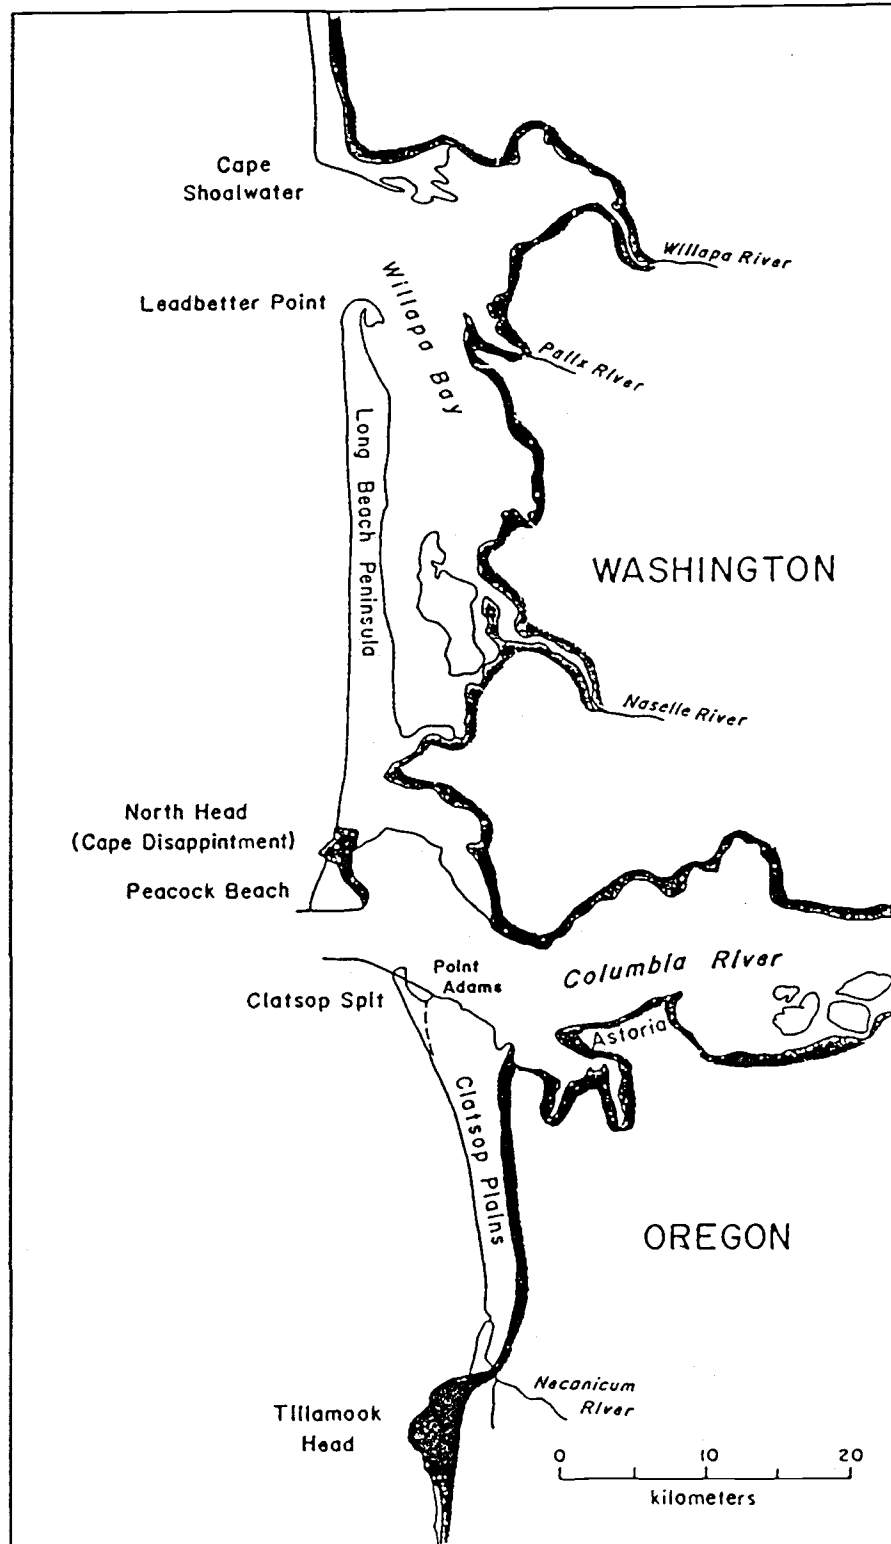 Cape
Shoalwater
Willapa River
Leadbetter Point
Willapa Bay
Palix River
Long Beach Peninsula
WASHINGTON
Naselle River
North Head
(Cape Disappintment)
Peacock Beach
Columbia River
Point
Adams
Clatsop Spit
Astoria
Clatsop Plains
OREGON
Necanicum
River
Tillamook
Head
0 10 20
kilometers